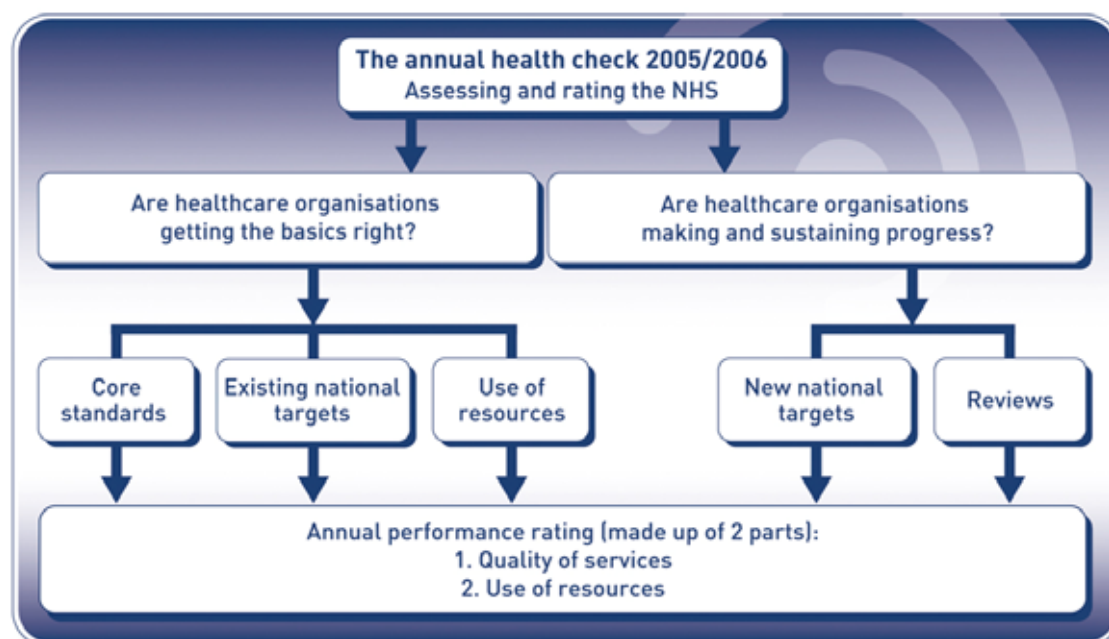 The annual health check 2005/2006
Assessing and rating the NHS
Are healthcare organisations
getting the basics right?
Are healthcare organisations
making and sustaining progress?
Core
standards
Existing national
targets
Use of
resources
New national
targets
Reviews
Annual performance rating (made up of 2 parts):
1. Quality of services
2. Use of resources